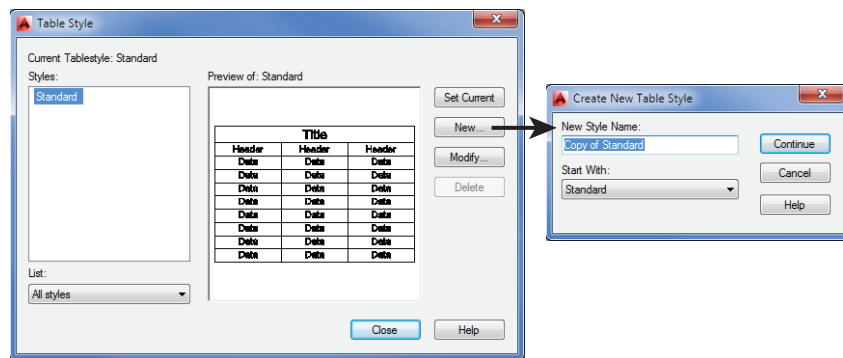 Table Style
Current Tablestyle: Standard
Styles:
Standard
Preview of: Standard
Title
Header Header Header
Data Data Data
Data Data Data
Data Data Data
Data Data Data
Data Data Data
Data Data Data
Data Data Data
Data Data Data
Set Current
New...
Modify...
Delete
List:
All styles
Close
Help
Create New Table Style
New Style Name:
Copy of Standard
Start With:
Standard
Continue
Cancel
Help